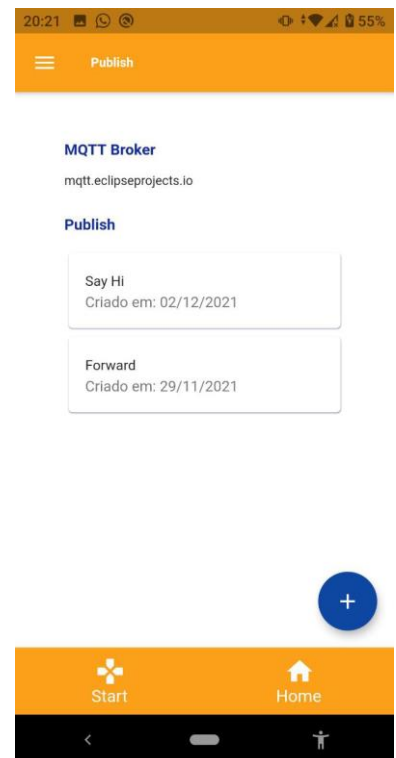 20:21
55%
Publish
MQTT Broker
mqtt.eclipseprojects.io
Publish
Say Hi
Criado em: 02/12/2021
Forward
Criado em: 29/11/2021
+
Start
Home